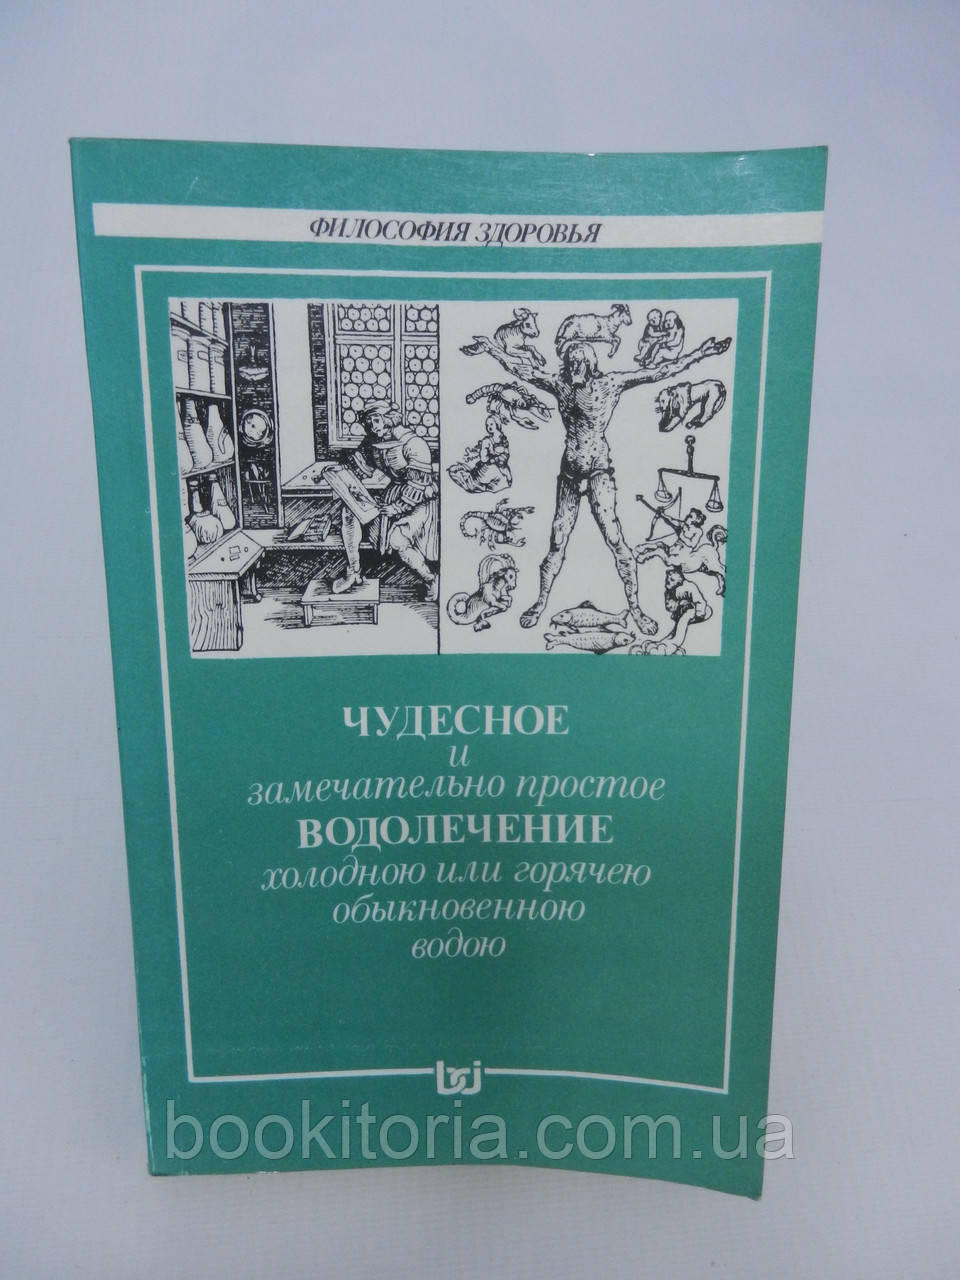 ФИЛОСОФИЯ ЗДОРОВЬЯ
ЧУДЕСНОЕ
и
замечательно простое
ВОДОЛЕЧЕНИЕ
холодною или горячею
обыкновенною
водою
bookitoria.com.ua